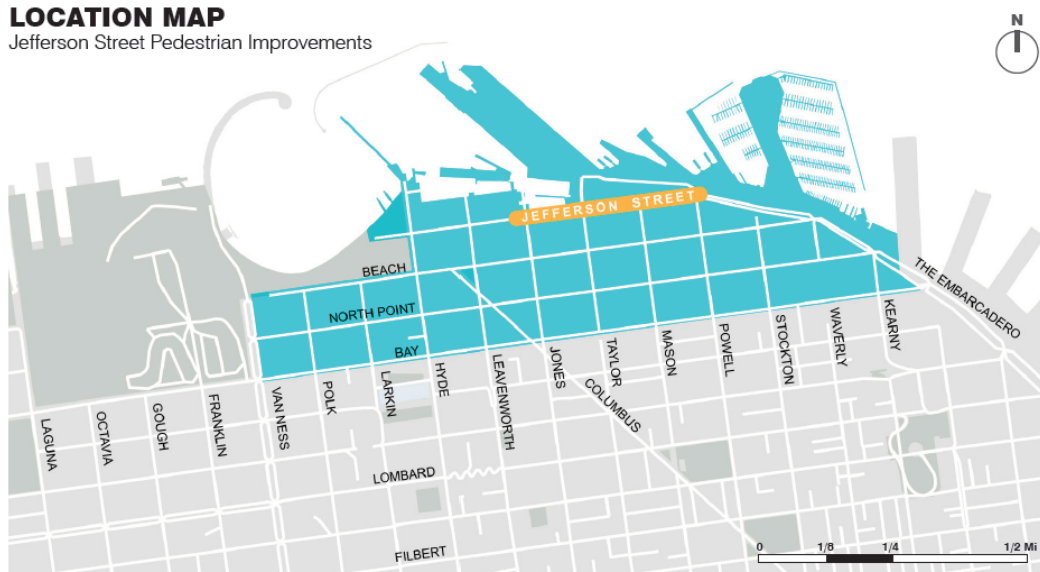 LOCATION MAP
Jefferson Street Pedestrian Improvements
N
JEFFERSON STREET
BEACH
NORTH POINT
BAY
THE EMBARCADERO
LAGUNA
OCTAVIA
GOUGH
FRANKLIN
VAN NESS
POLK
LARKIN
HYDE
LEAVENWORTH
JONES
TAYLOR
MASON
POWELL
STOCKTON
WAVERLY
KEARNY
COLUMBUS
LOMBARD
FILBERT
0 1/8 1/4 1/2 Mi